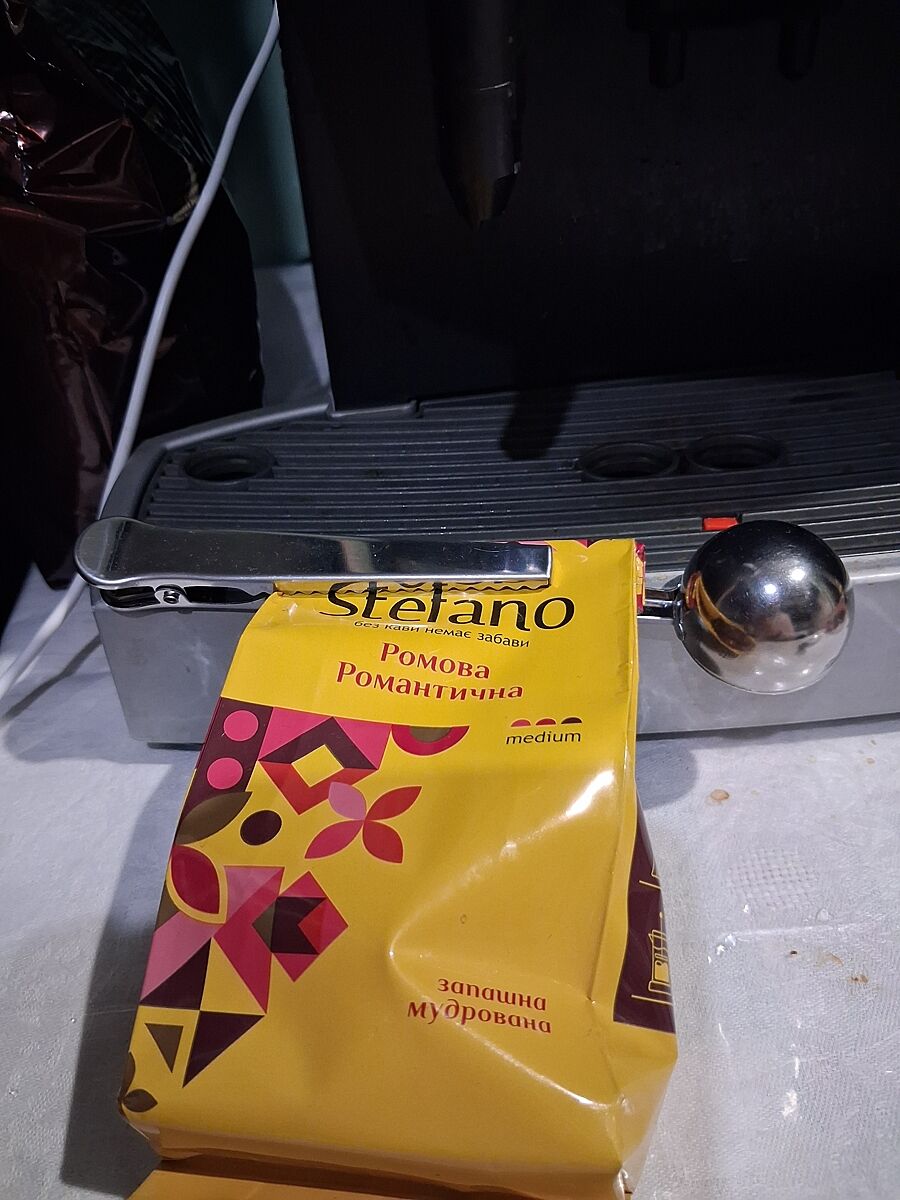 Stefano
без кави немає забави
Ромова
Романтична
medium
запашна
мудрована